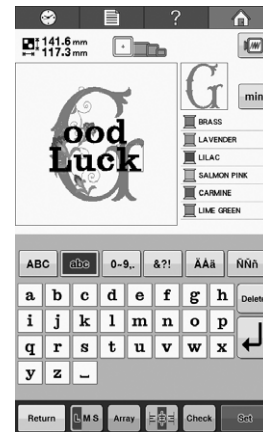 ?
141.6 mm
117.3 mm
G
min
G
ood
Luck
BRASS
LAVENDER
LILAC
SALMON PINK
CARMINE
LIME GREEN
ABC abc 0-9,. &?! ÄÅä ÑÑñ
a b c d e f g h Delete
i j k l m n o p
q r s t u v w x
y z
Return L M S Array Check Set